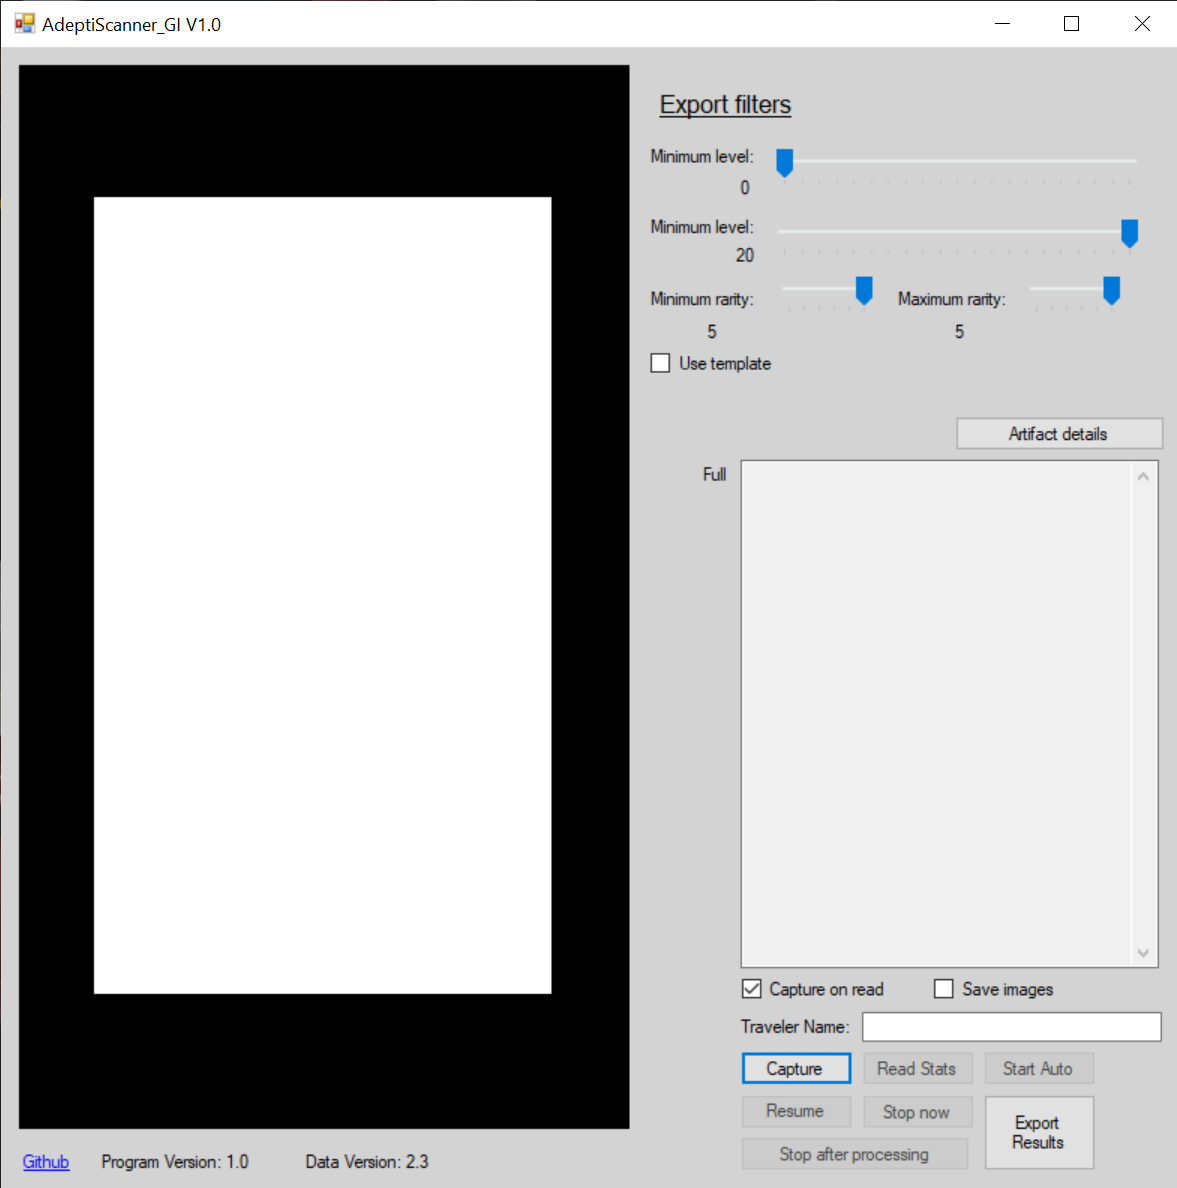 AdeptiScanner_GI V1.0
Export filters
Minimum level:
0
Minimum level:
20
Minimum rarity:
5
Maximum rarity:
5
Use template
Artifact details
Full
Capture on read
Save images
Traveler Name:
Capture
Read Stats
Start Auto
Resume
Stop now
Export
Results
Stop after processing
Github
Program Version: 1.0
Data Version: 2.3